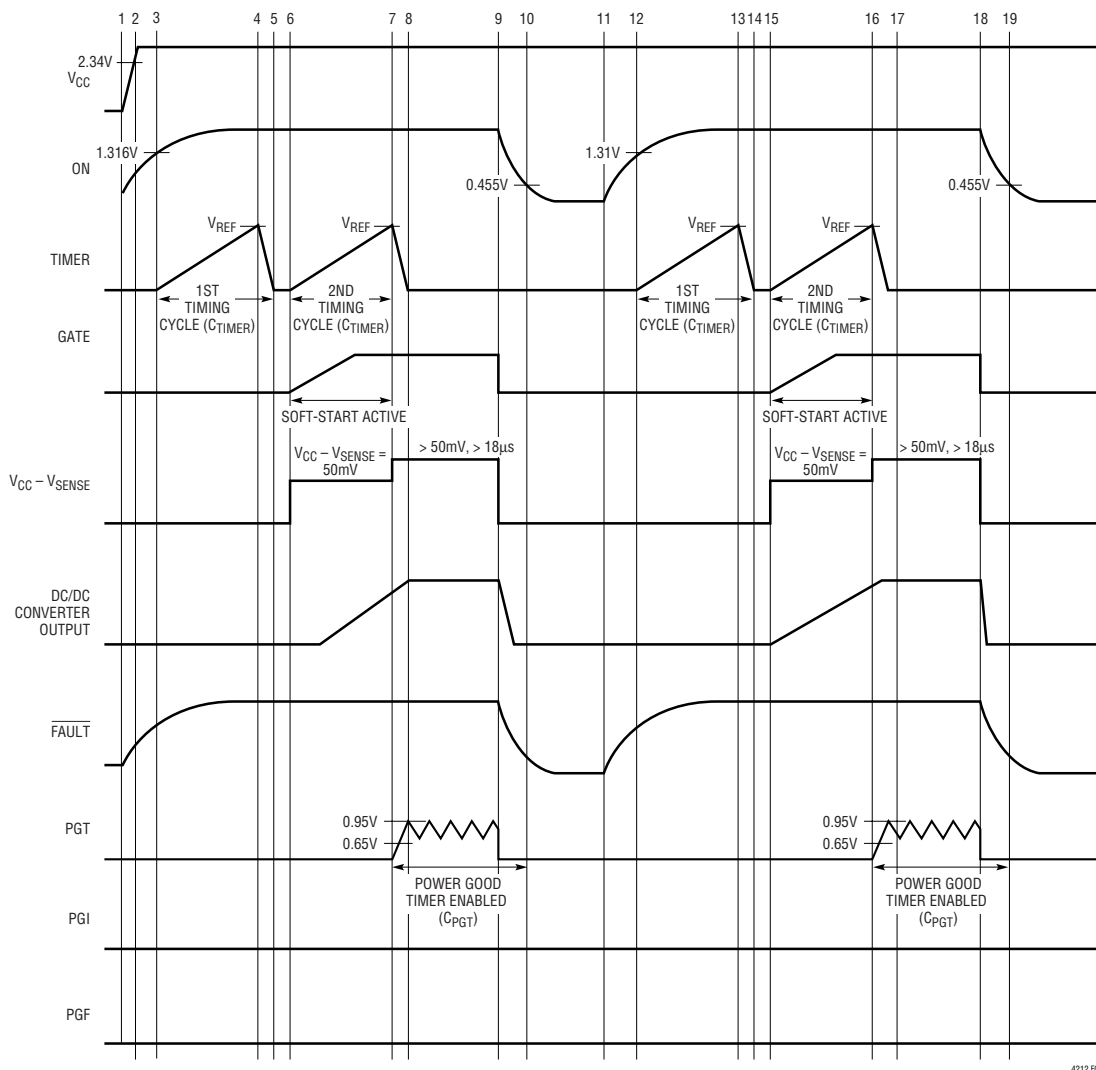 1 2 3 4 5 6 7 8 9 10 11 12 13 14 15 16 17 18 19
2.34V
VCC
1.316V
1.31V
ON
0.455V
0.455V
VREF
VREF
VREF
VREF
TIMER
1ST
TIMING
CYCLE (CTIMER)
2ND
TIMING
CYCLE (CTIMER)
1ST
TIMING
CYCLE (CTIMER)
2ND
TIMING
CYCLE (CTIMER)
GATE
SOFT-START ACTIVE
SOFT-START ACTIVE
VCC – VSENSE =
50mV
> 50mV, > 18µs
VCC – VSENSE =
50mV
> 50mV, > 18µs
VCC – VSENSE
DC/DC
CONVERTER
OUTPUT
FAULT
0.95V
0.95V
PGT
0.65V
0.65V
POWER GOOD
TIMER ENABLED
(CPGT)
POWER GOOD
TIMER ENABLED
(CPGT)
PGI
PGF